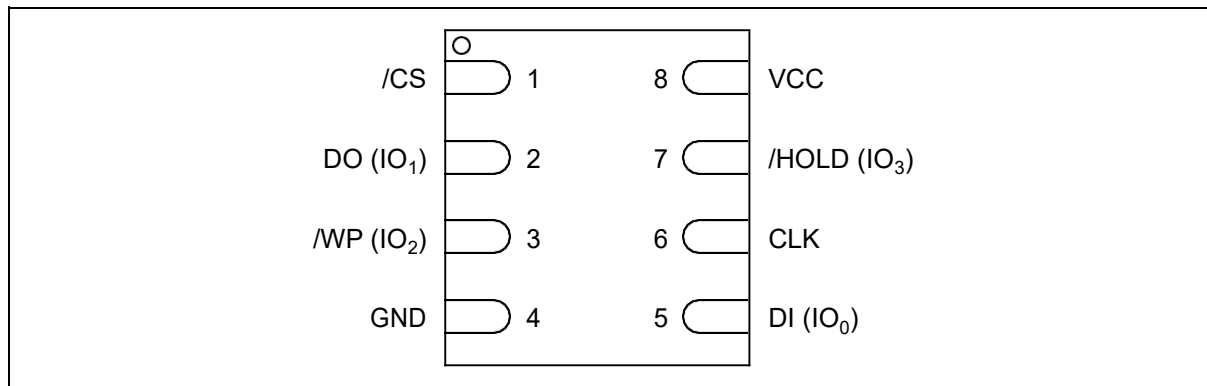 /CS 1 8 VCC
DO (IO₁) 2 7 /HOLD (IO₃)
/WP (IO₂) 3 6 CLK
GND 4 5 DI (IO₀)